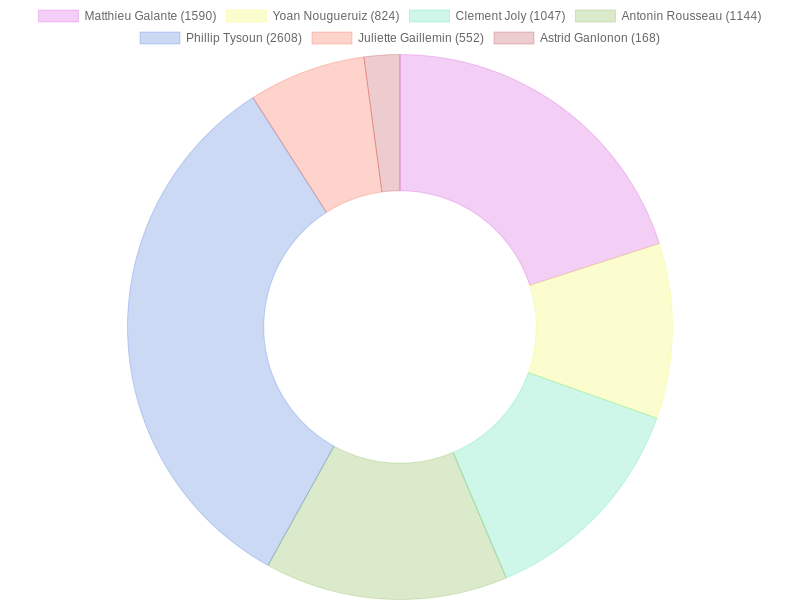 Matthieu Galante (1590) Yoan Nougueruiz (824) Clement Joly (1047) Antonin Rousseau (1144)
Phillip Tysoun (2608) Juliette Gaillemin (552) Astrid Ganlonon (168)